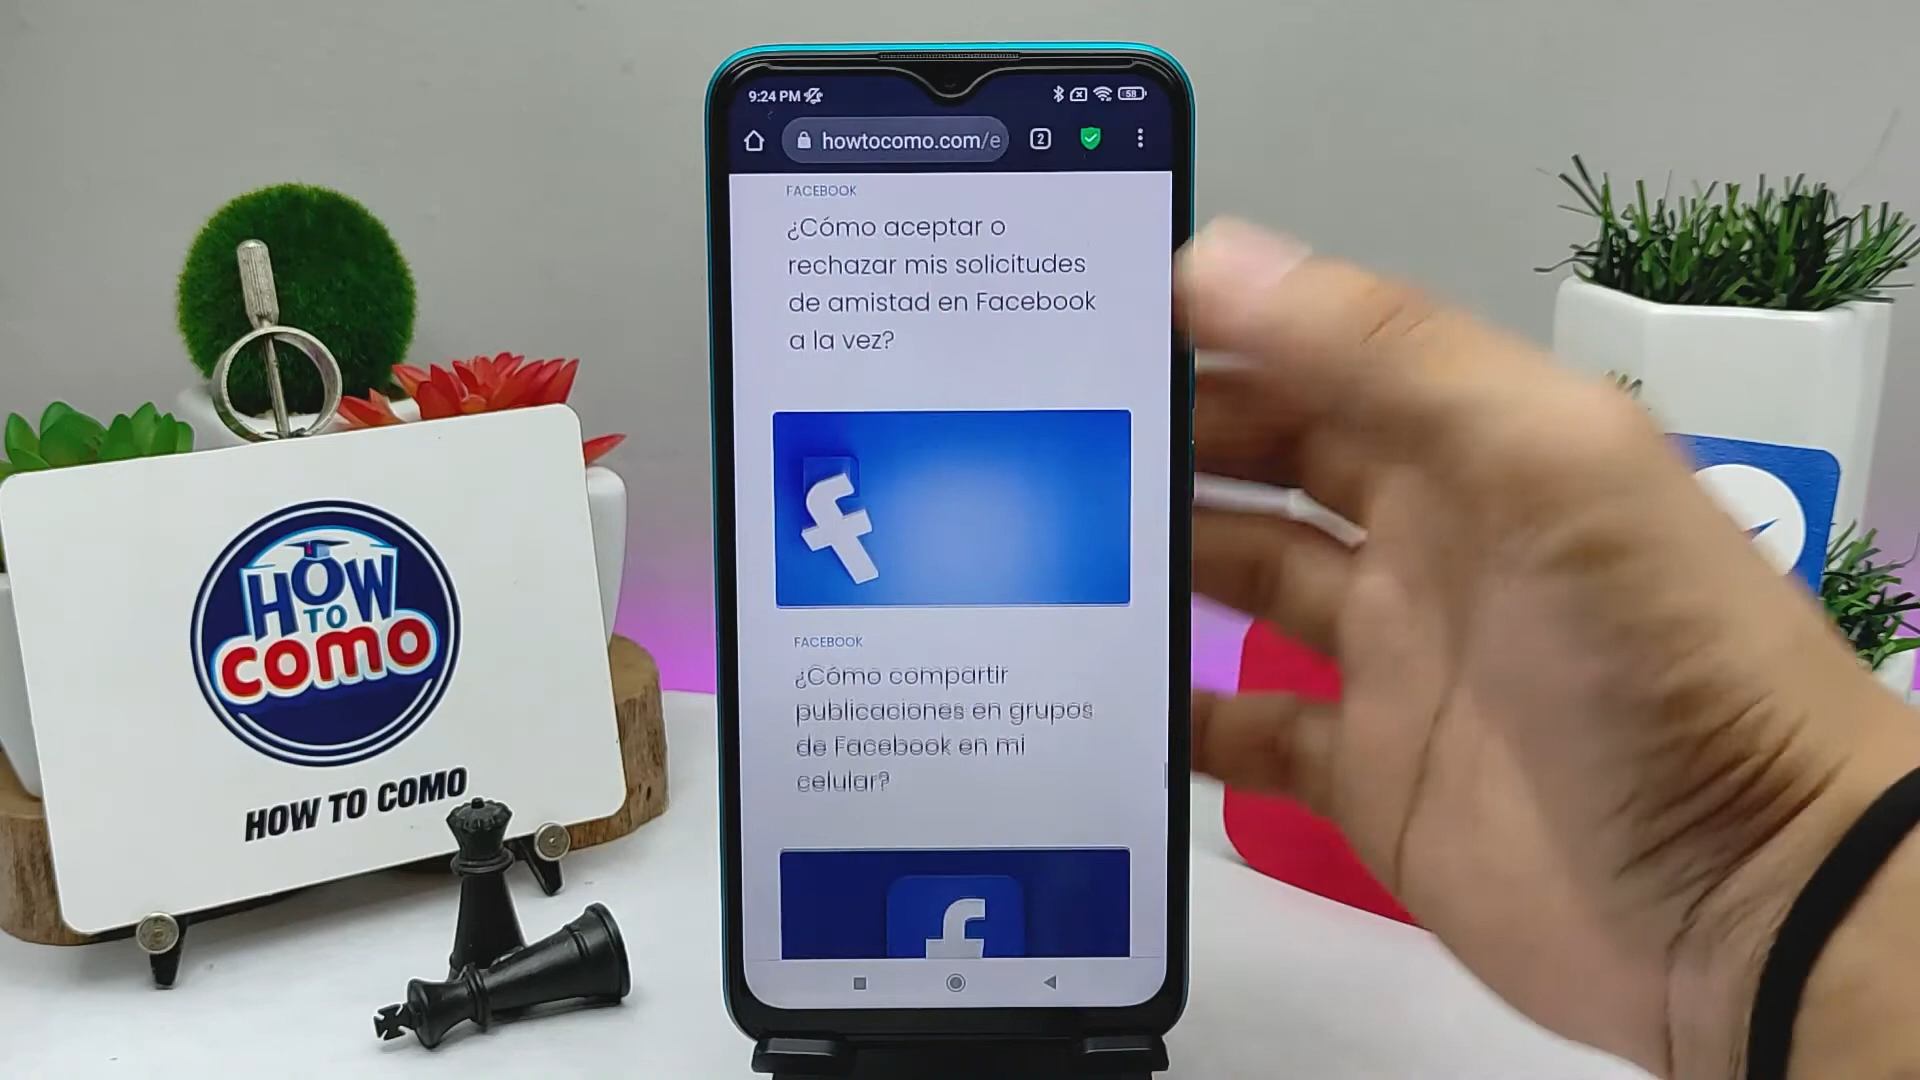 9:24 PM
58
howtocomo.com/e
2
FACEBOOK
¿Cómo aceptar o
rechazar mis solicitudes
de amistad en Facebook
a la vez?
f
FACEBOOK
¿Cómo compartir
publicaciones en grupos
de Facebook en mi
celular?
f
HOW
TO
como
HOW TO COMO